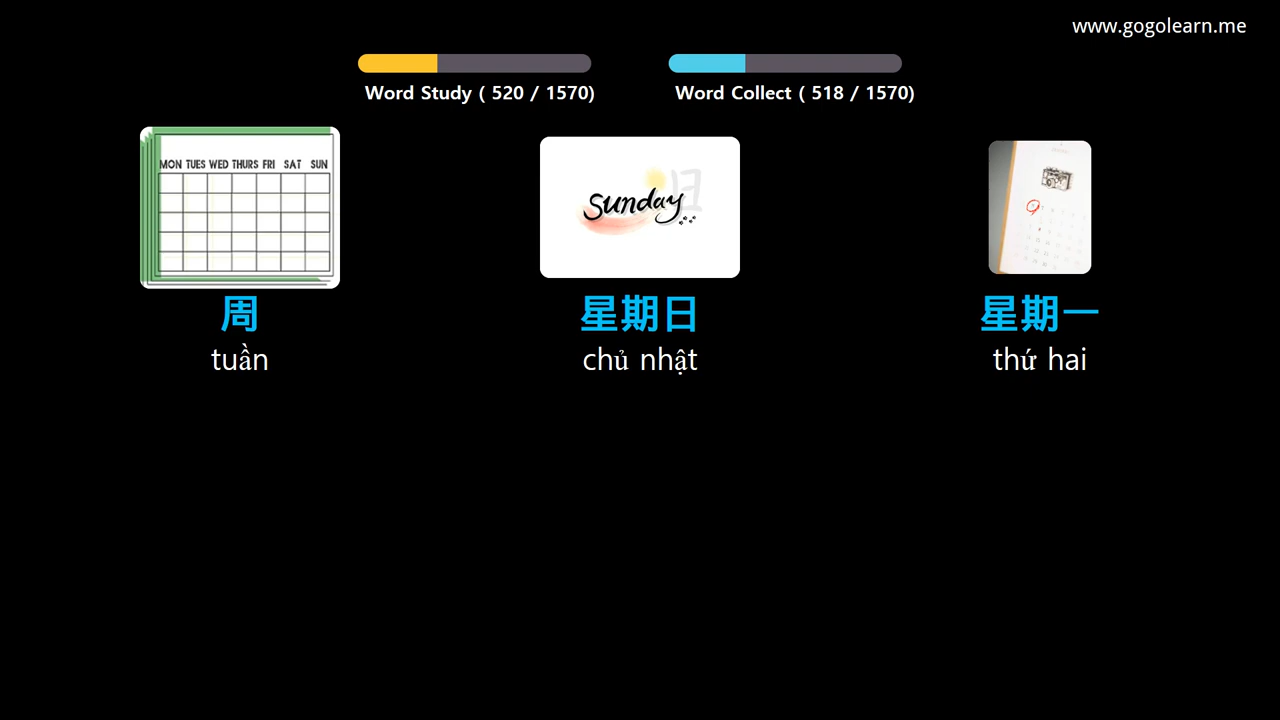 www.gogolearn.me
Word Study ( 520 / 1570)
Word Collect ( 518 / 1570)
MON TUES WED THURS FRI SAT SUN
Sunday
周
星期日
星期一
tuần
chủ nhật
thứ hai